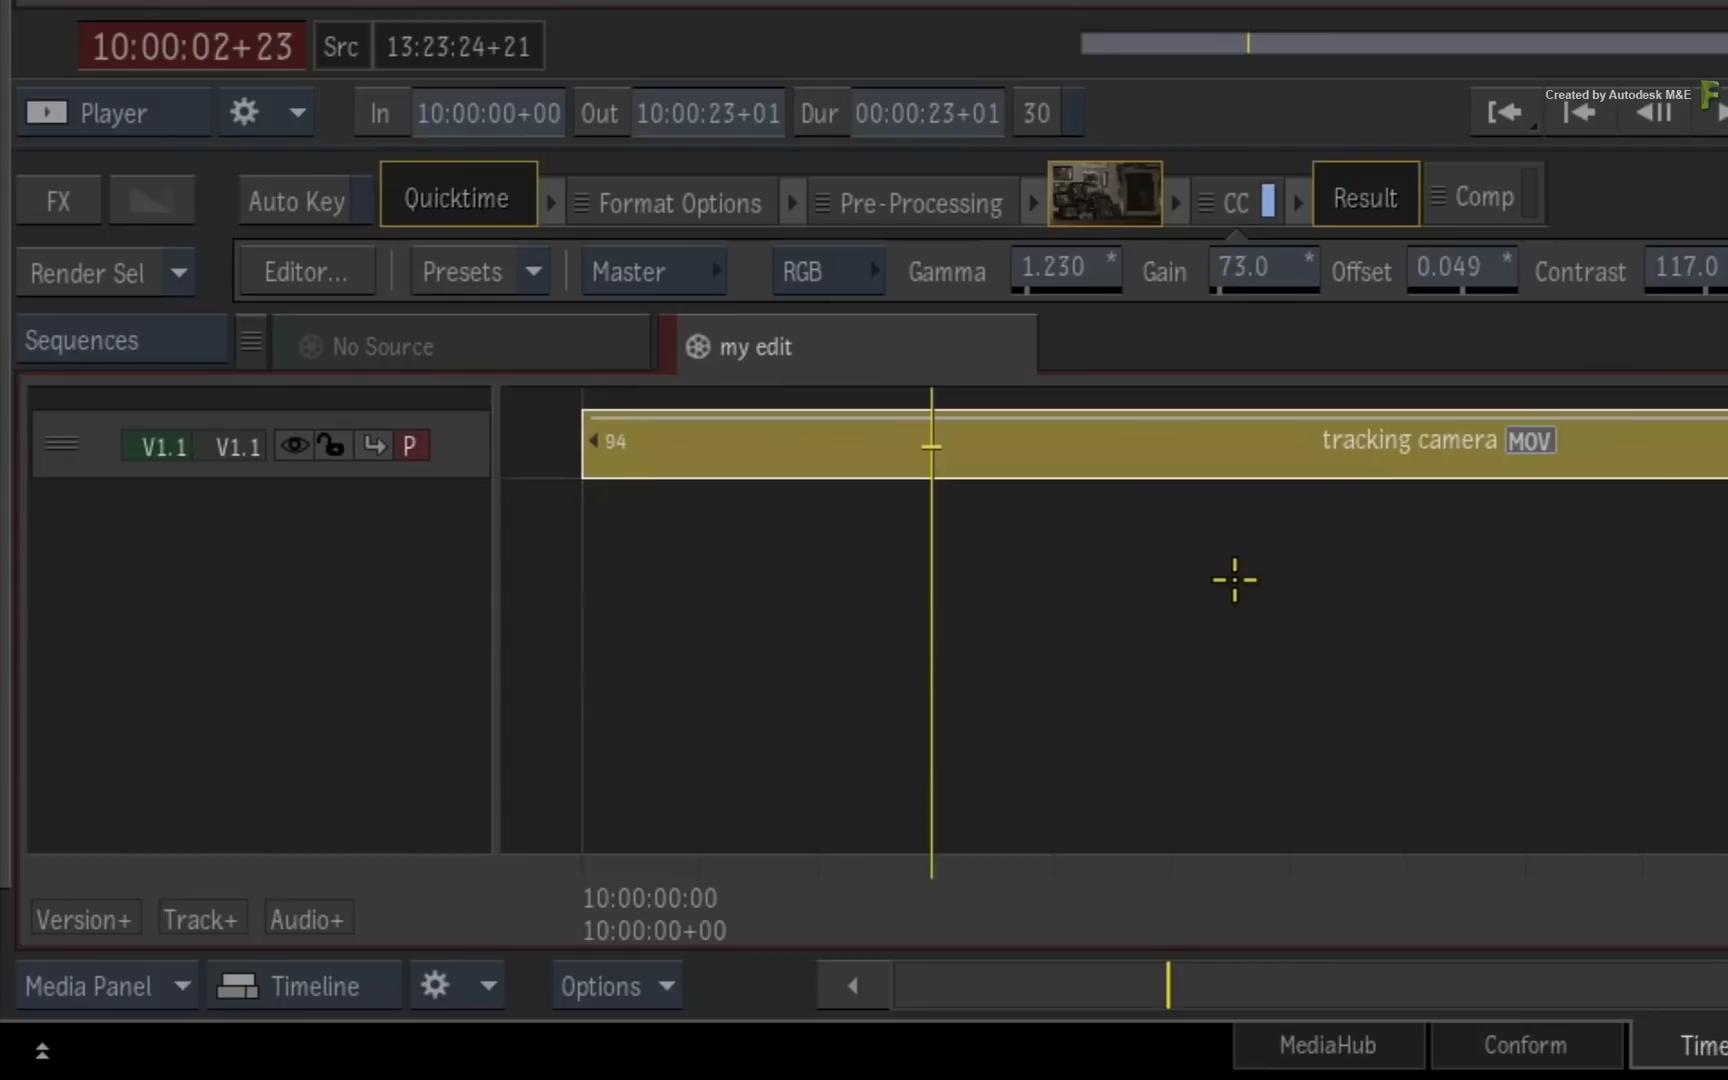 10:00:02+23 Src 13:23:24+21
Created by Autodesk M&E
Player In 10:00:00+00 Out 10:00:23+01 Dur 00:00:23+01 30
FX Auto Key Quicktime Format Options Pre-Processing CC Result Comp
Render Sel Editor... Presets Master RGB Gamma 1.230 * Gain 73.0 * Offset 0.049 * Contrast 117.0
Sequences No Source my edit
V1.1 V1.1 P 94 tracking camera MOV
10:00:00:00
Version+ Track+ Audio+
10:00:00+00
Media Panel Timeline Options
MediaHub Conform Time